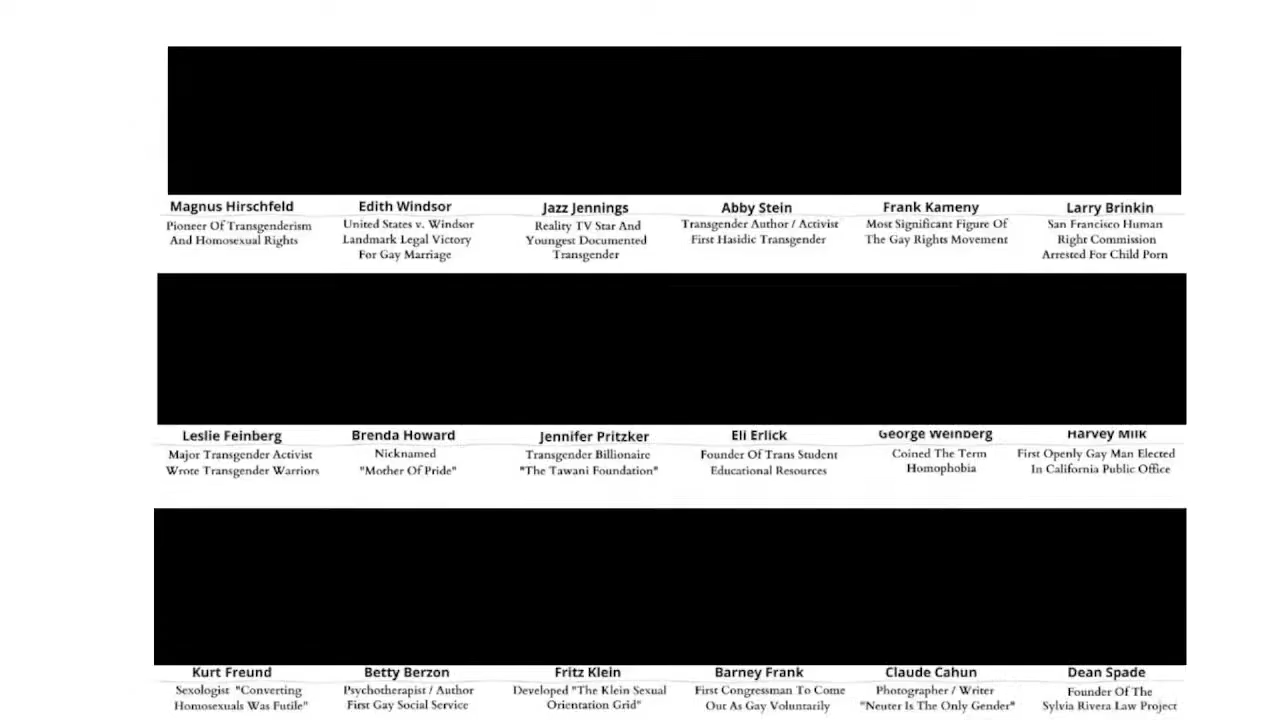 Magnus Hirschfeld
Pioneer Of Transgenderism
And Homosexual Rights
Edith Windsor
United States v. Windsor
Landmark Legal Victory
For Gay Marriage
Jazz Jennings
Reality TV Star And
Youngest Documented
Transgender
Abby Stein
Transgender Author / Activist
First Hasidic Transgender
Frank Kameny
Most Significant Figure Of
The Gay Rights Movement
Larry Brinkin
San Francisco Human
Right Commission
Arrested For Child Porn
Leslie Feinberg
Major Transgender Activist
Wrote Transgender Warriors
Brenda Howard
Nicknamed
"Mother Of Pride"
Jennifer Pritzker
Transgender Billionaire
"The Tawani Foundation"
Eli Erlick
Founder Of Trans Student
Educational Resources
George Weinberg
Coined The Term
Homophobia
Harvey Milk
First Openly Gay Man Elected
In California Public Office
Kurt Freund
Sexologist "Converting
Homosexuals Was Futile"
Betty Berzon
Psychotherapist / Author
First Gay Social Service
Fritz Klein
Developed "The Klein Sexual
Orientation Grid"
Barney Frank
First Congressman To Come
Out As Gay Voluntarily
Claude Cahun
Photographer / Writer
"Neuter Is The Only Gender"
Dean Spade
Founder Of The
Sylvia Rivera Law Project